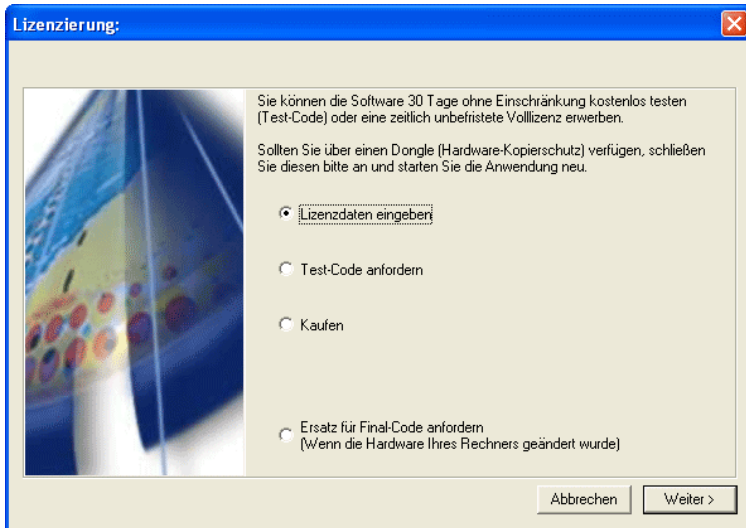 Lizenzierung:
Sie können die Software 30 Tage ohne Einschränkung kostenlos testen
(Test-Code) oder eine zeitlich unbefristete Volllizenz erwerben.
Sollten Sie über einen Dongle (Hardware-Kopierschutz) verfügen, schließen
Sie diesen bitte an und starten Sie die Anwendung neu.
Lizenzdaten eingeben
Test-Code anfordern
Kaufen
Ersatz für Final-Code anfordern
(Wenn die Hardware Ihres Rechners geändert wurde)
Abbrechen
Weiter >